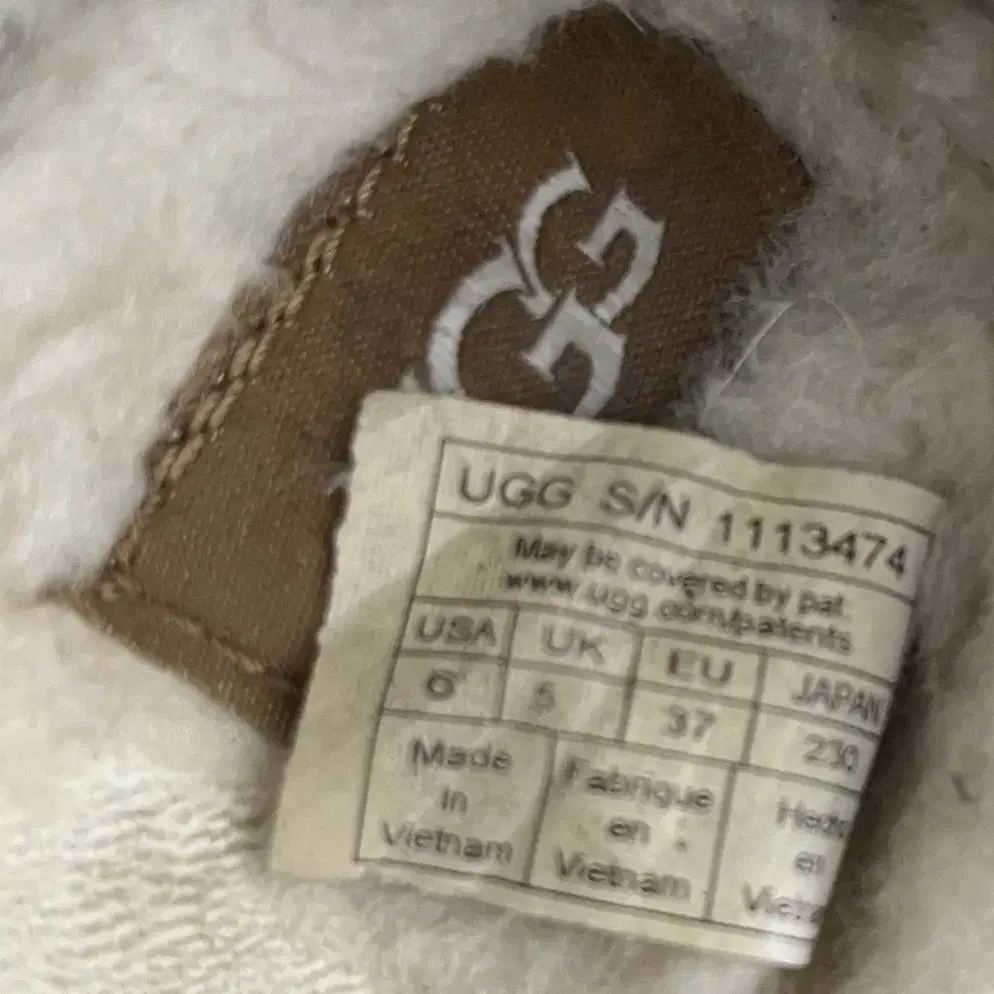 UGG S/N 1113474
May be covered by pat.
www.ugg.com/patents
USA UK EU JAPAN
6 5 37 230
Made Fabrique
in en en
Vietnam Vietnam